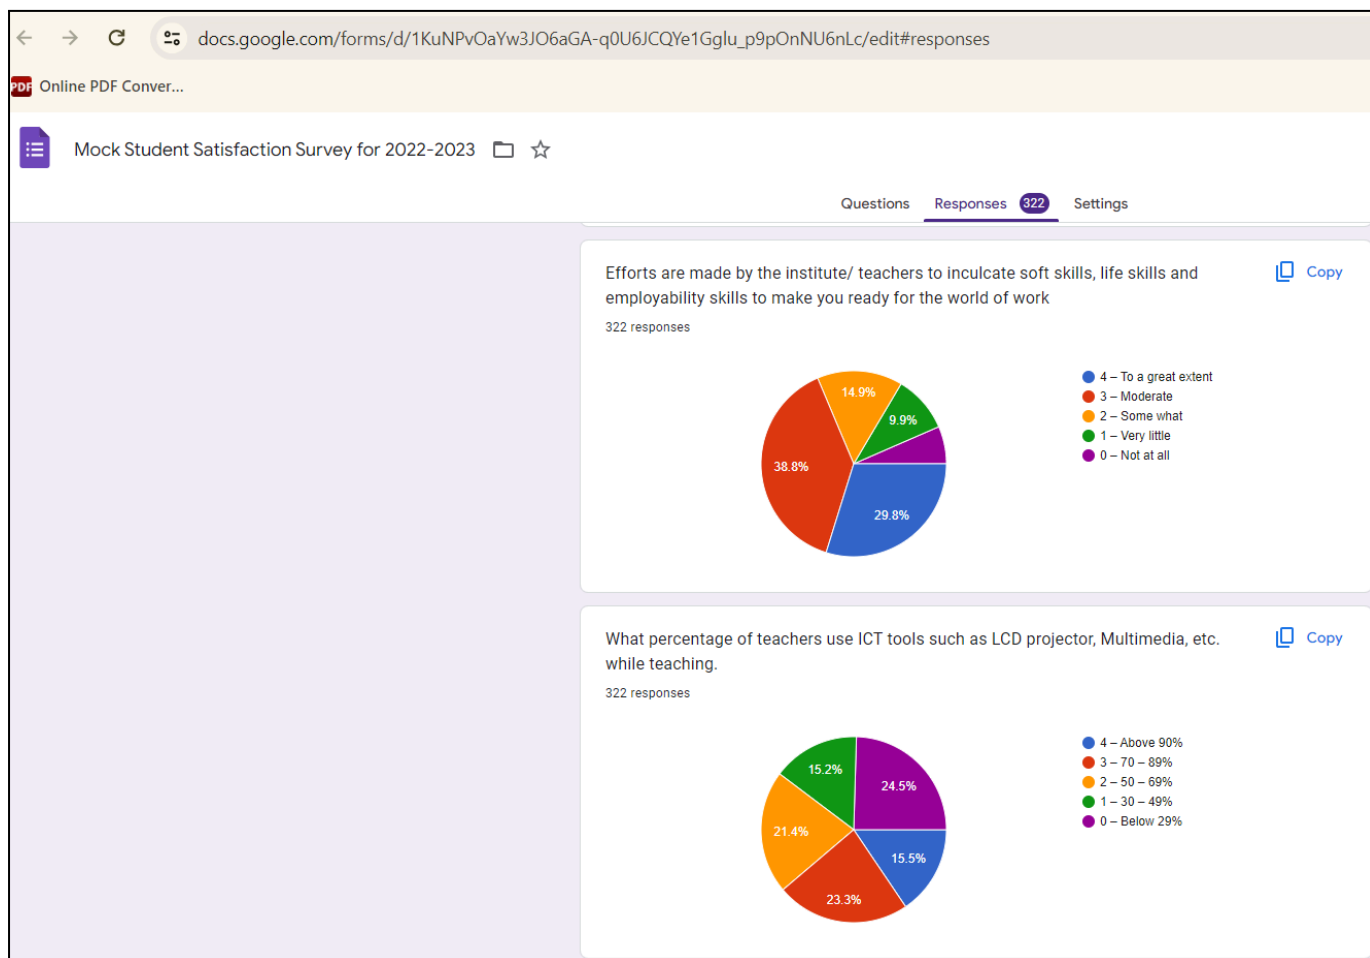 docs.google.com/forms/d/1KuNPvOaYw3JO6aGA-q0U6JCQYe1Gglu_p9pOnNU6nLc/edit#responses
PDF Online PDF Conver...
Mock Student Satisfaction Survey for 2022-2023
Questions Responses 322 Settings
Efforts are made by the institute/ teachers to inculcate soft skills, life skills and
employability skills to make you ready for the world of work
Copy
322 responses
14.9%
9.9%
38.8%
29.8%
4 – To a great extent
3 – Moderate
2 – Some what
1 – Very little
0 – Not at all
What percentage of teachers use ICT tools such as LCD projector, Multimedia, etc.
while teaching.
Copy
322 responses
15.2%
24.5%
21.4%
15.5%
23.3%
4 – Above 90%
3 – 70 – 89%
2 – 50 – 69%
1 – 30 – 49%
0 – Below 29%